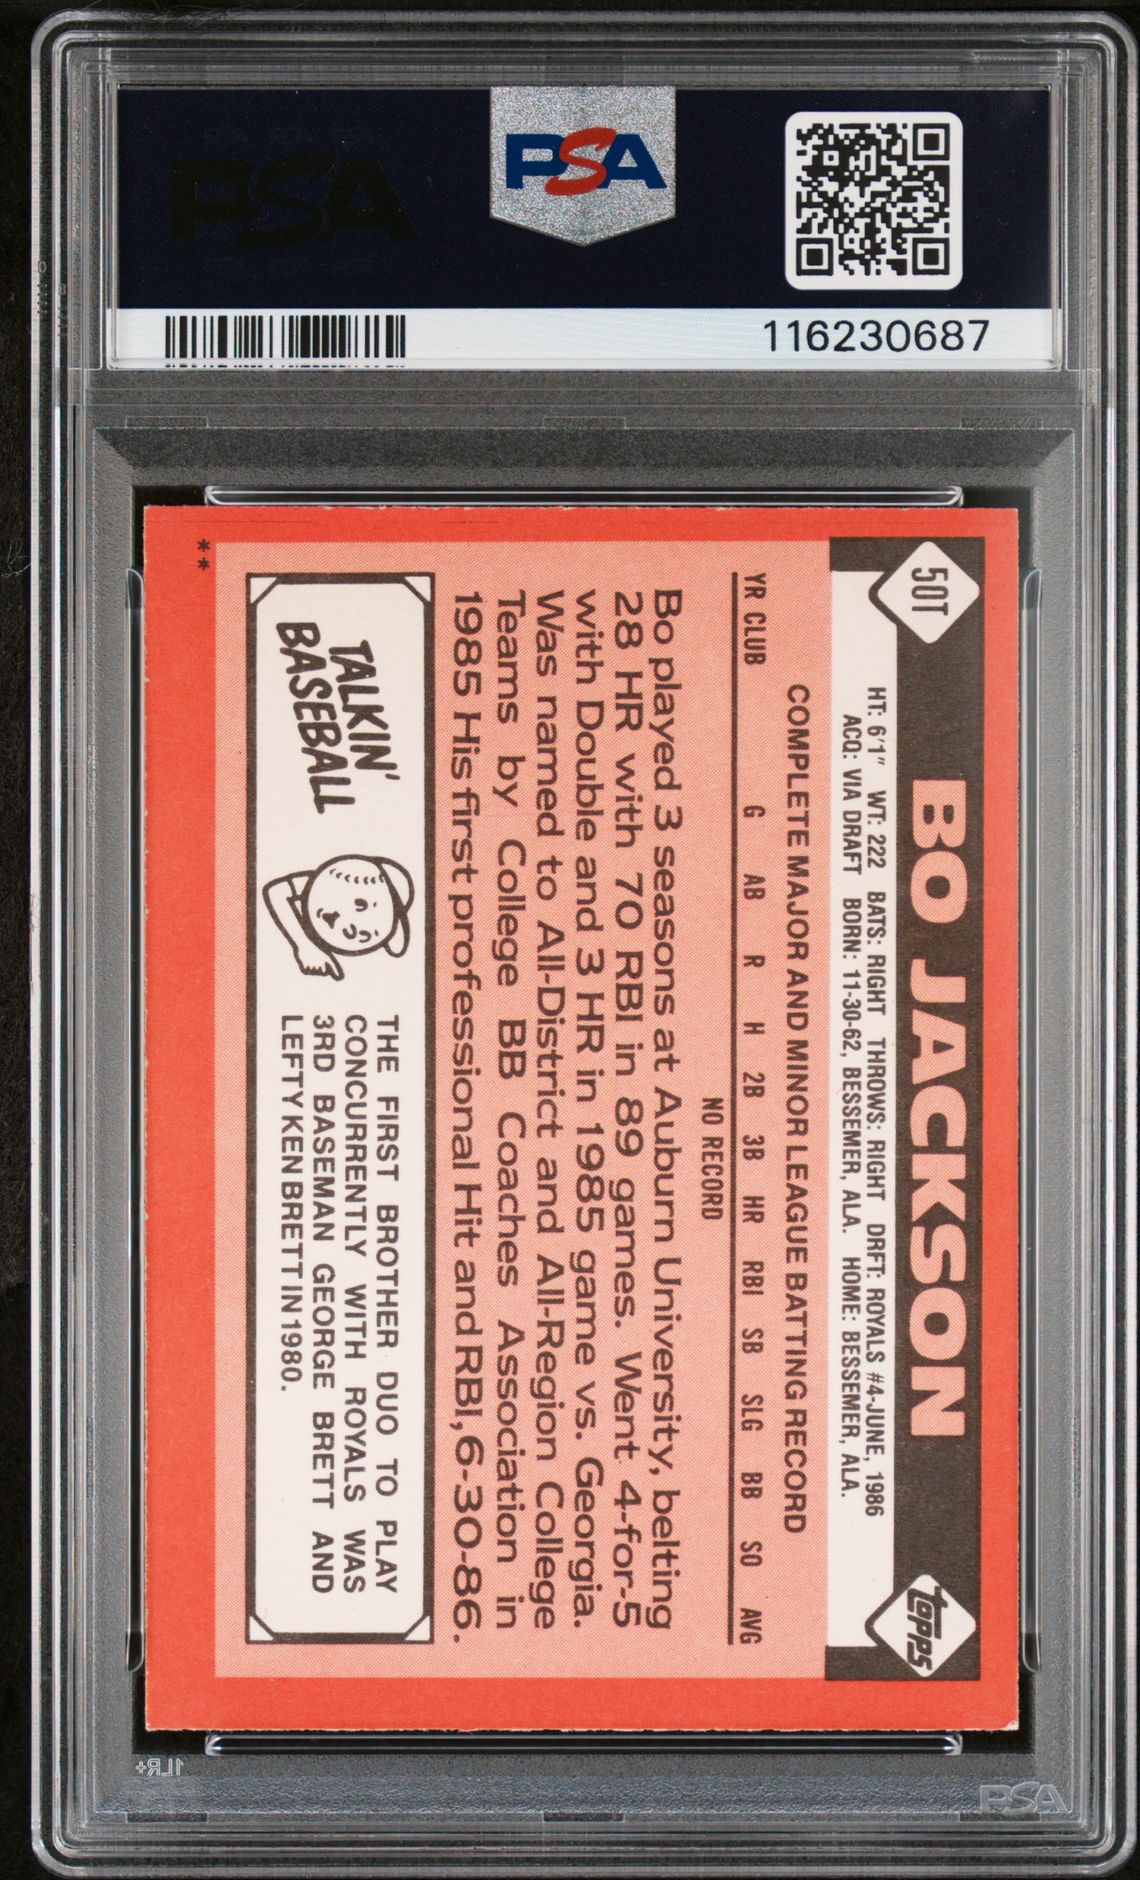 PSA
PSA
116230687
50T
BO JACKSON
topps
HT: 6'1" WT: 222 BATS: RIGHT THROWS: RIGHT DRFT: ROYALS #4-JUNE, 1986
ACQ: VIA DRAFT BORN: 11-30-62, BESSEMER, ALA. HOME: BESSEMER, ALA.
COMPLETE MAJOR AND MINOR LEAGUE BATTING RECORD
YR CLUB G AB R H 2B 3B HR RBI SB SLG BB SO AVG
NO RECORD
Bo played 3 seasons at Auburn University, belting
28 HR with 70 RBI in 89 games. Went 4-for-5
with Double and 3 HR in 1985 game vs. Georgia.
Was named to All-District and All-Region College
Teams by College BB Coaches Association in
1985 His first professional Hit and RBI, 6-30-86.
TALKIN'
BASEBALL
THE FIRST BROTHER DUO TO PLAY
CONCURRENTLY WITH ROYALS WAS
3RD BASEMAN GEORGE BRETT AND
LEFTY KEN BRETT IN 1980.
**
1LR+
PSA